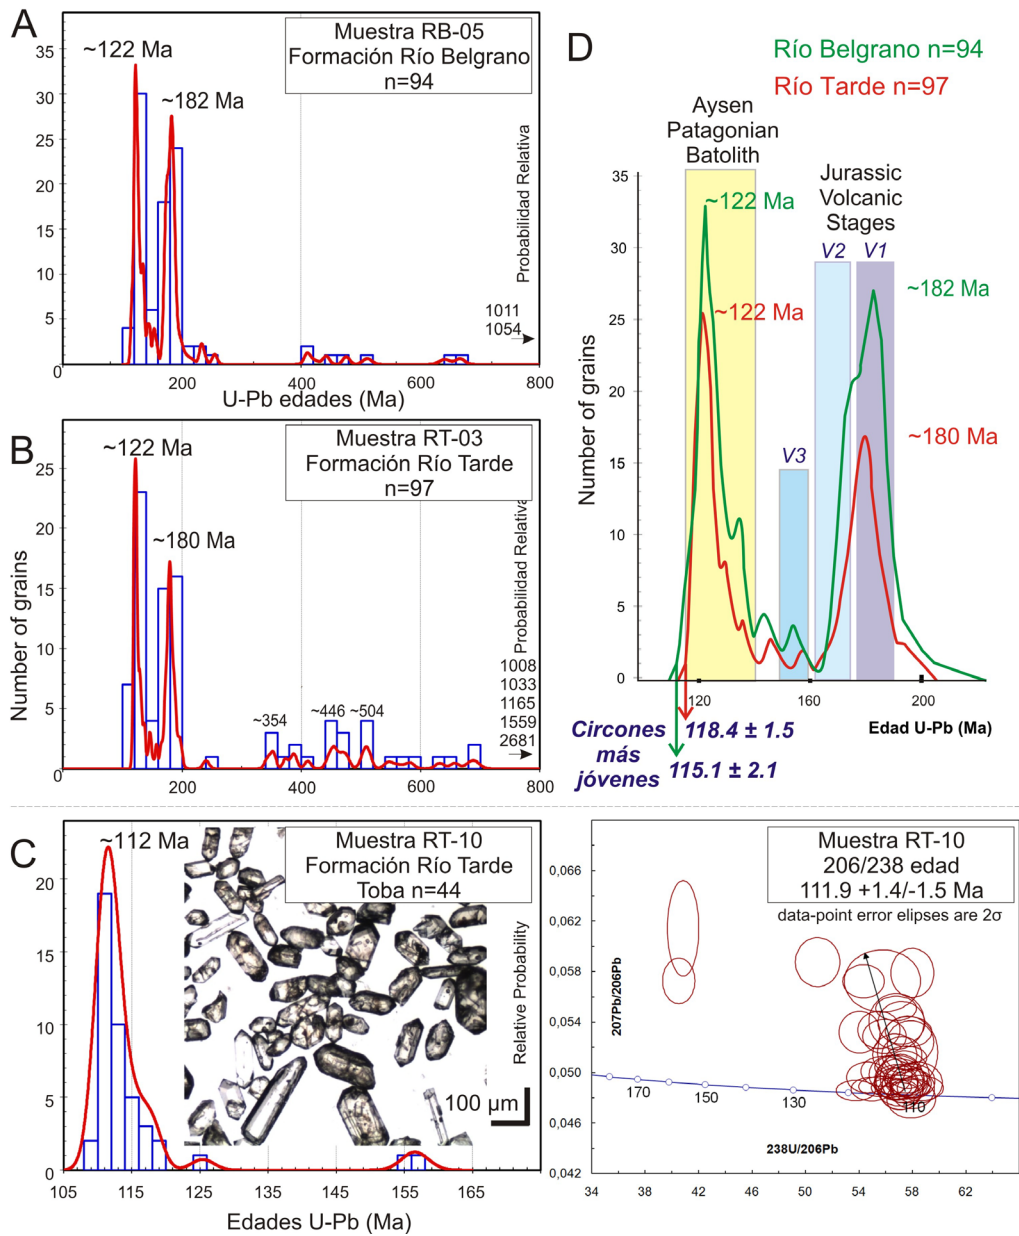 A
Muestra RB-05
Formación Río Belgrano
n=94
~122 Ma
~182 Ma
35
30
25
20
15
10
5
0
200
400
600
800
U-Pb edades (Ma)
Probabilidad Relativa
1011
1054
B
Muestra RT-03
Formación Río Tarde
n=97
~122 Ma
~180 Ma
~354
~446
~504
25
20
15
10
5
0
200
400
600
800
Number of grains
Probabilidad Relativa
1008
1033
1165
1559
2681
D
Río Belgrano n=94
Río Tarde n=97
Aysen
Patagonian
Batolith
Jurassic
Volcanic
Stages
V2
V1
V3
~122 Ma
~122 Ma
~182 Ma
~180 Ma
35
30
25
20
15
10
5
0
Number of grains
120
160
200
Edad U-Pb (Ma)
Circones
más
jóvenes
118.4 ± 1.5
115.1 ± 2.1
C
Muestra RT-10
Formación Río Tarde
Toba n=44
~112 Ma
20
15
10
5
0
105
115
125
135
145
155
165
Edades U-Pb (Ma)
Relative Probability
100 µm
Muestra RT-10
206/238 edad
111.9 +1.4/-1.5 Ma
data-point error elipses are 2σ
0,066
0,062
0,058
0,054
0,050
0,046
0,042
207Pb/206Pb
170
150
130
110
238U/206Pb
34
38
42
46
50
54
58
62